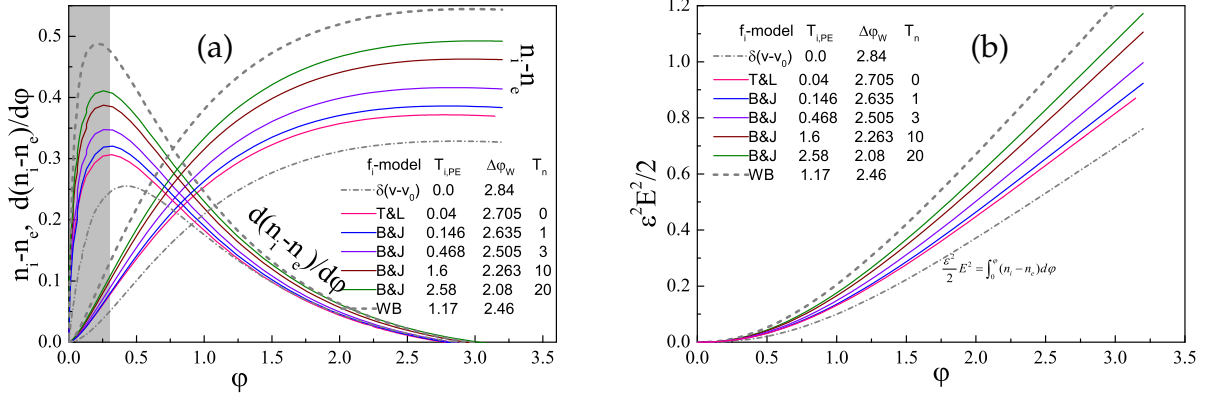 (a)
n_i-n_e, d(n_i-n_e)/dφ
0.5
0.4
0.3
0.2
0.1
0.0
0.0 0.5 1.0 1.5 2.0 2.5 3.0 3.5
φ
n_i-n_e
d(n_i-n_e)/dφ
f_i-model T_i,PE Δφ_W T_n
δ(v-v_0) 0.0 2.84
T&L 0.04 2.705 0
B&J 0.146 2.635 1
B&J 0.468 2.505 3
B&J 1.6 2.263 10
B&J 2.58 2.08 20
WB 1.17 2.46
(b)
ε²E²/2
1.2
1.0
0.8
0.6
0.4
0.2
0.0
0.0 0.5 1.0 1.5 2.0 2.5 3.0 3.5
φ
f_i-model T_i,PE Δφ_W T_n
δ(v-v_0) 0.0 2.84
T&L 0.04 2.705 0
B&J 0.146 2.635 1
B&J 0.468 2.505 3
B&J 1.6 2.263 10
B&J 2.58 2.08 20
WB 1.17 2.46
ε²/2 E² = ∫_0^φ (n_i - n_e)dφ